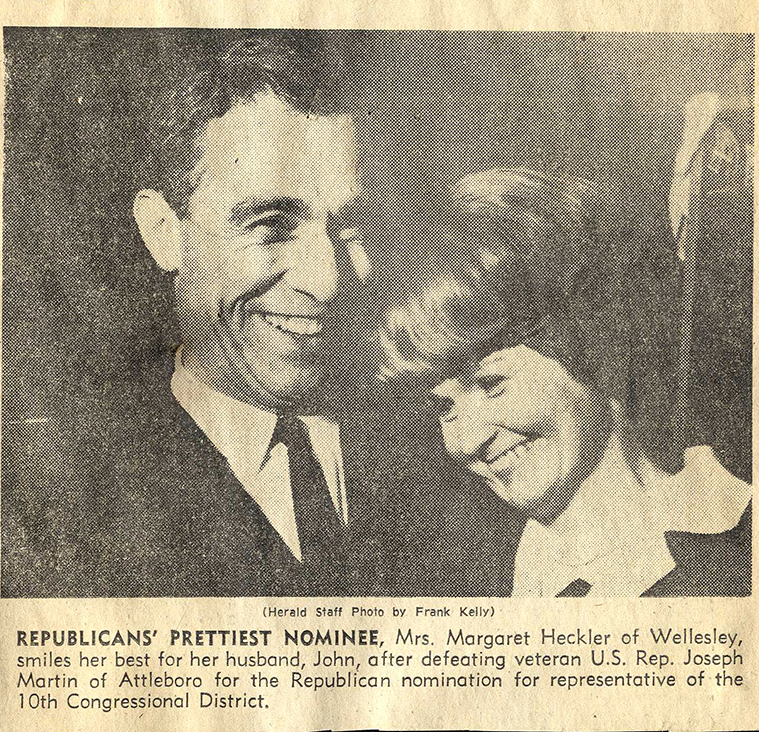 (Herald Staff Photo by Frank Kelly)
REPUBLICANS' PRETTIEST NOMINEE, Mrs. Margaret Heckler of Wellesley,
smiles her best for her husband, John, after defeating veteran U.S. Rep. Joseph
Martin of Attleboro for the Republican nomination for representative of the
10th Congressional District.